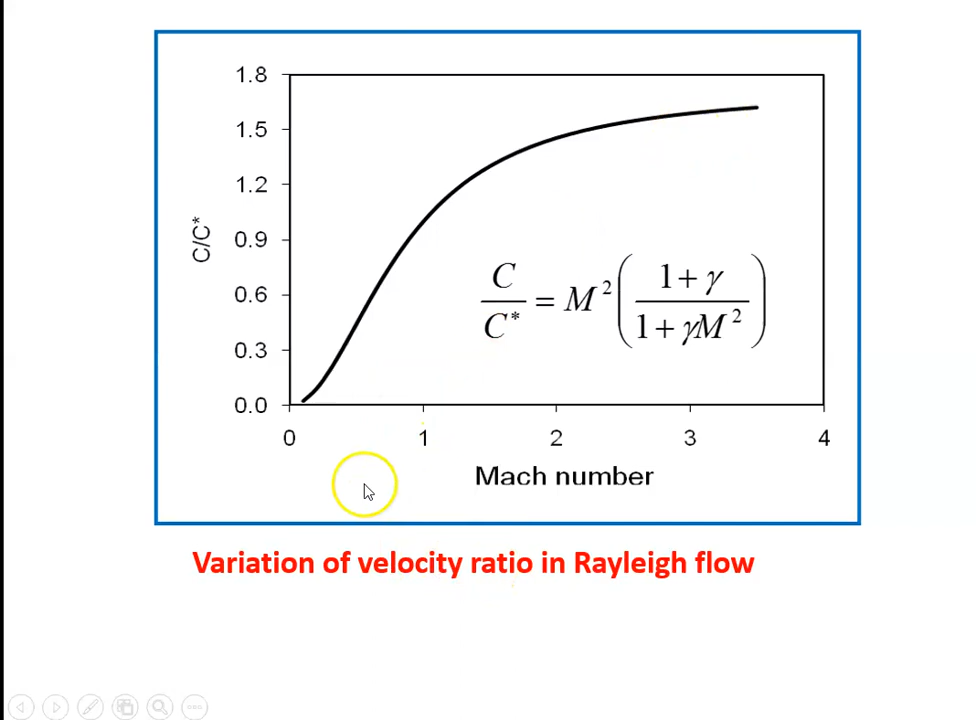 1.8
1.5
1.2
0.9
0.6
0.3
0.0
C/C*
C/C* = M²((1+γ)/(1+γM²))
0 1 2 3 4
Mach number
Variation of velocity ratio in Rayleigh flow